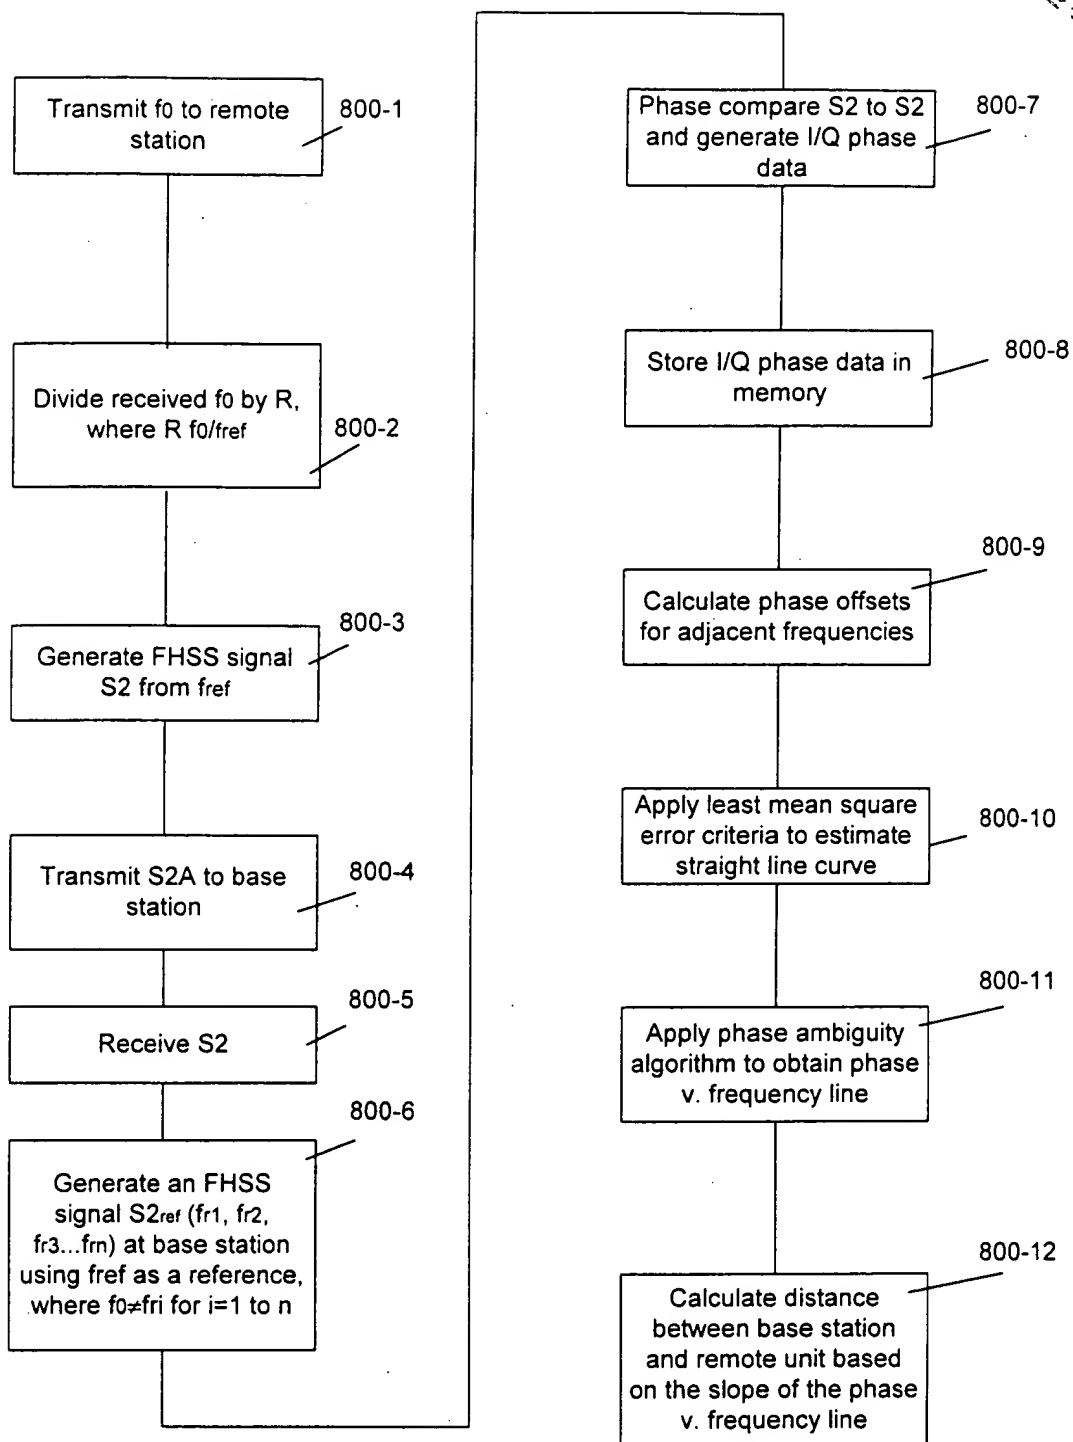 Transmit f0 to remote
station
800-1
Divide received f0 by R,
where R f0/fref
800-2
800-3
Generate FHSS signal
S2 from fref
Transmit S2A to base
station
800-4
800-5
Receive S2
800-6
Generate an FHSS
signal S2ref (fr1, fr2,
fr3...frn) at base station
using fref as a reference,
where f0≠fri for i=1 to n
Phase compare S2 to S2
and generate I/Q phase
data
800-7
Store I/Q phase data in
memory
800-8
800-9
Calculate phase offsets
for adjacent frequencies
Apply least mean square
error criteria to estimate
straight line curve
800-10
800-11
Apply phase ambiguity
algorithm to obtain phase
v. frequency line
800-12
Calculate distance
between base station
and remote unit based
on the slope of the phase
v. frequency line